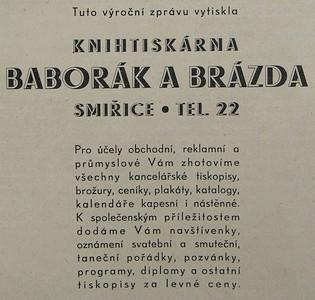 Tuto výroční zprávu vytiskla
KNIHTISKÁRNA
BABORÁK A BRÁZDA
SMIŘICE • TEL. 22
Pro účely obchodní, reklamní a
průmyslové Vám zhotovíme
všechny kancelářské tiskopisy,
brožury, ceníky, plakáty, katalogy,
kalendáře kapesní i nástěnné.
K společenským příležitostem
dodáme Vám navštívenky,
oznámení svatební a smuteční,
taneční pořádky, pozvánky,
programy, diplomy a ostatní
tiskopisy za levné ceny.